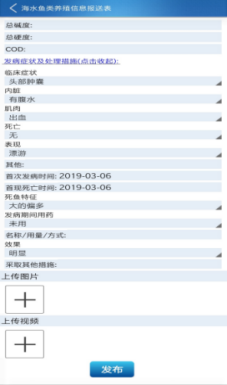 海水鱼类养殖信息报送表
总碱度:
总硬度:
COD:
发病症状及处理措施(点击收起):
临床症状
头部肿囊
内脏
有腹水
肌肉
出血
死亡
无
表现
漂游
其他:
首次发病时间: 2019-03-06
首现死亡时间: 2019-03-06
死鱼特征
大的偏多
发病期间用药
未用
名称/用量/方式:
效果
明显
采取其他措施:
上传图片
上传视频
发布